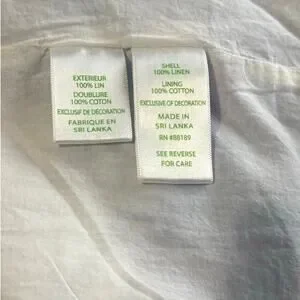 EXTERIEUR
100% LIN
DOUBLURE
100% COTON
EXCLUSIF DE DECORATION
FABRIQUE EN
SRI LANKA
SHELL
100% LINEN
LINING
100% COTTON
EXCLUSIVE OF DECORATION
MADE IN
SRI LANKA
RN #88189
SEE REVERSE
FOR CARE